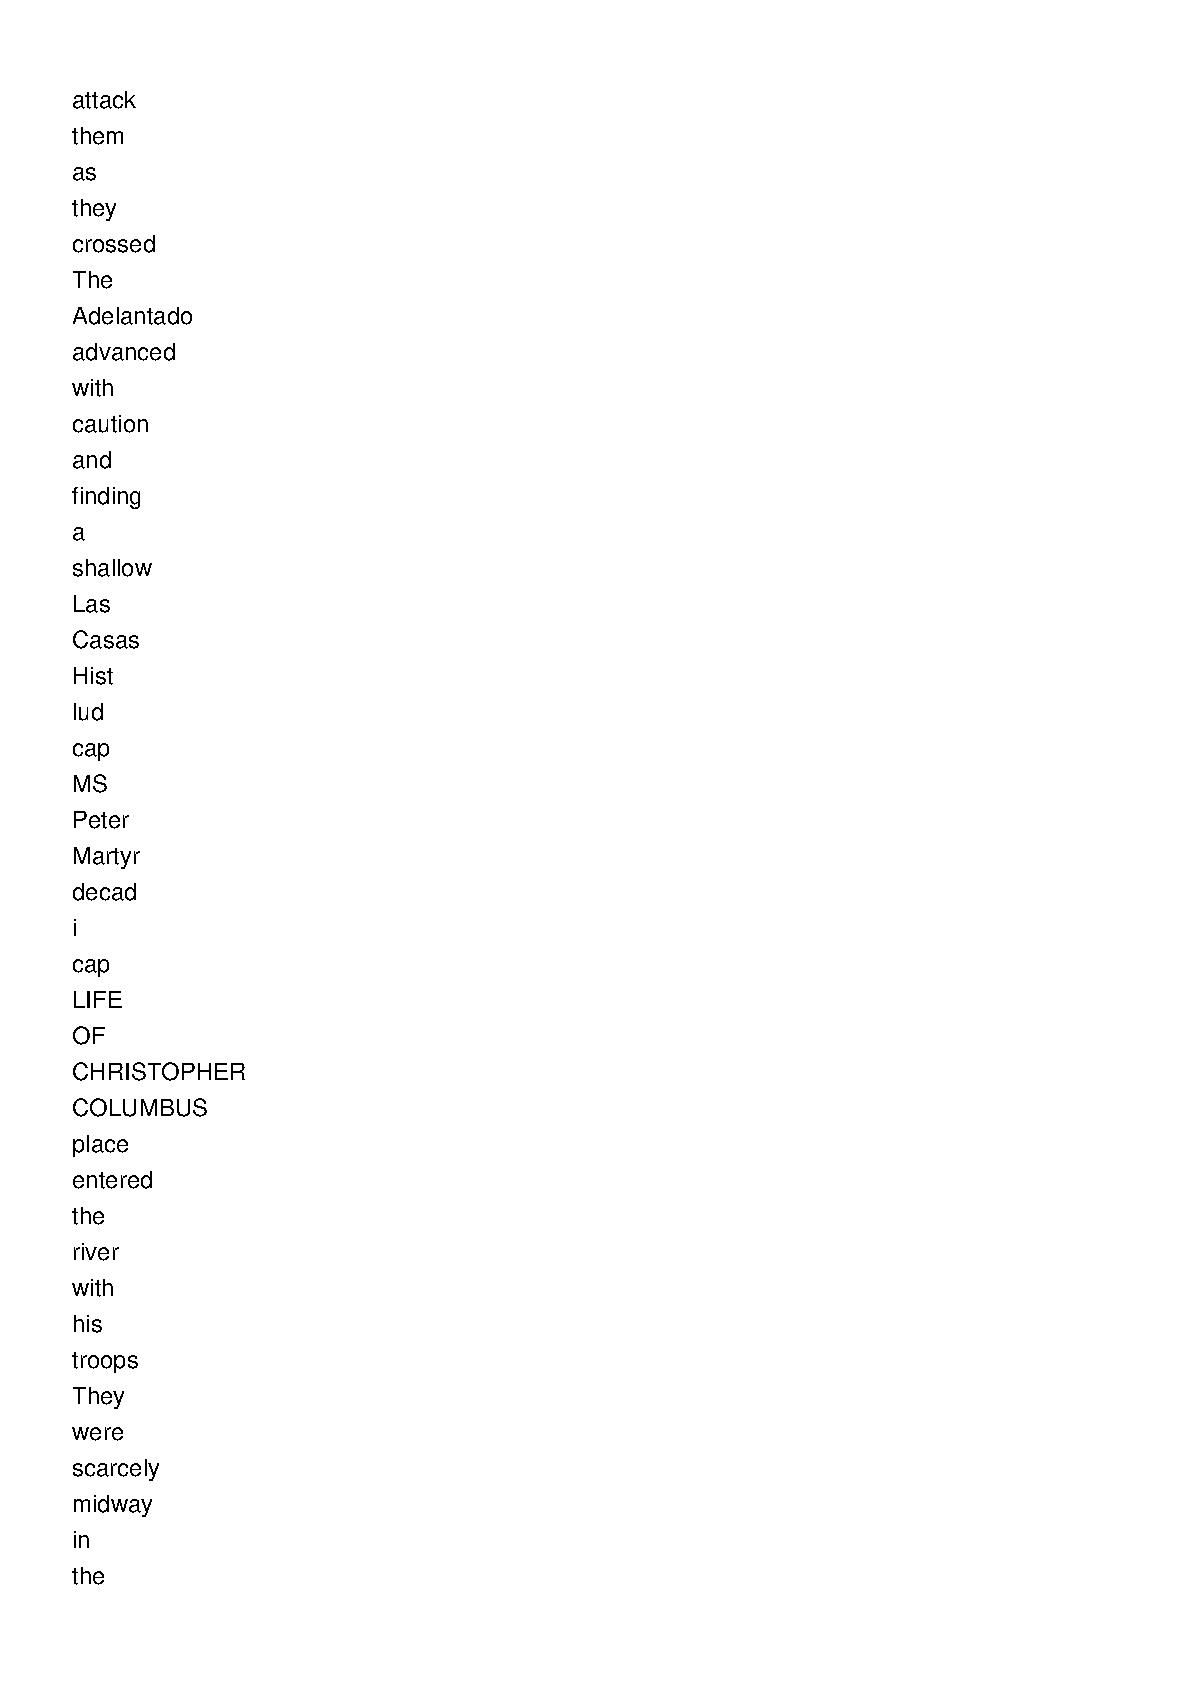 attack
them
as
they
crossed
The
Adelantado
advanced
with
caution
and
finding
a
shallow
Las
Casas
Hist
lud
cap
MS
Peter
Martyr
decad
i
cap
LIFE
OF
CHRISTOPHER
COLUMBUS
place
entered
the
river
with
his
troops
They
were
scarcely
midway
in
the